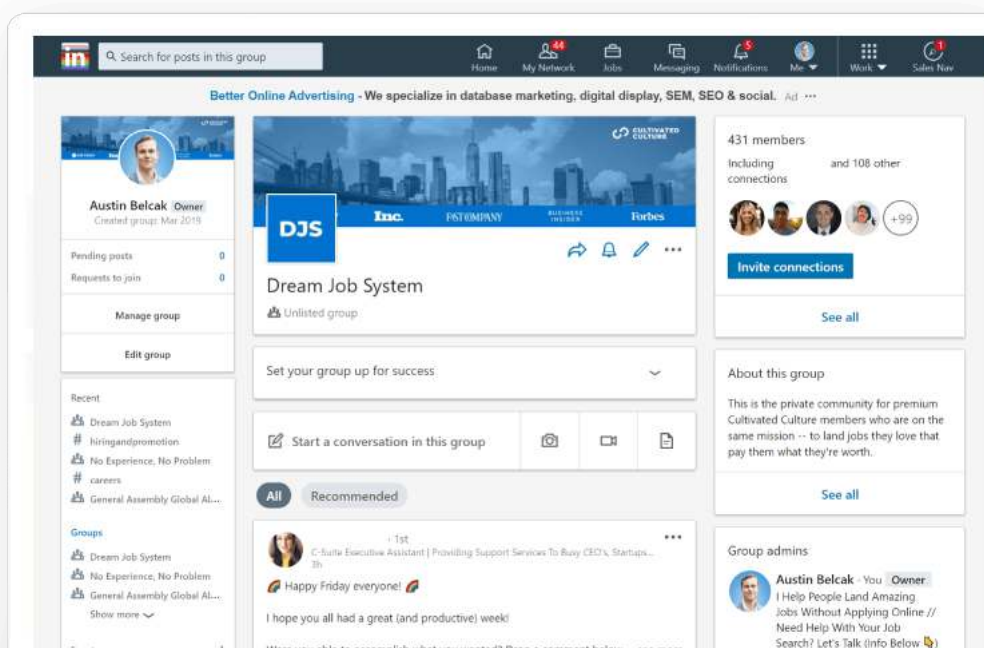 in
Search for posts in this group
44
5
1
Home
My Network
Jobs
Messaging
Notifications
Me
Work
Sales Nav
Better Online Advertising - We specialize in database marketing, digital display, SEM, SEO & social. Ad ···
Austin Belcak Owner
Created group: Mar 2019
Pending posts 0
Requests to join 0
Manage group
Edit group
Recent
Dream Job System
# hiringandpromotion
No Experience, No Problem
# careers
General Assembly Global Al...
Groups
Dream Job System
No Experience, No Problem
General Assembly Global Al...
Show more
CULTIVATED
CULTURE
Inc.
FAST COMPANY
BUSINESS
INSIDER
Forbes
DJS
Dream Job System
Unlisted group
Set your group up for success
Start a conversation in this group
All
Recommended
· 1st
C-Suite Executive Assistant | Providing Support Services To Busy CEO's, Startups...
3h
Happy Friday everyone!
I hope you all had a great (and productive) week!
431 members
Including and 108 other
connections
+99
Invite connections
See all
About this group
This is the private community for premium
Cultivated Culture members who are on the
same mission -- to land jobs they love that
pay them what they're worth.
See all
Group admins
Austin Belcak · You Owner
I Help People Land Amazing
Jobs Without Applying Online //
Need Help With Your Job
Search? Let's Talk (Info Below)